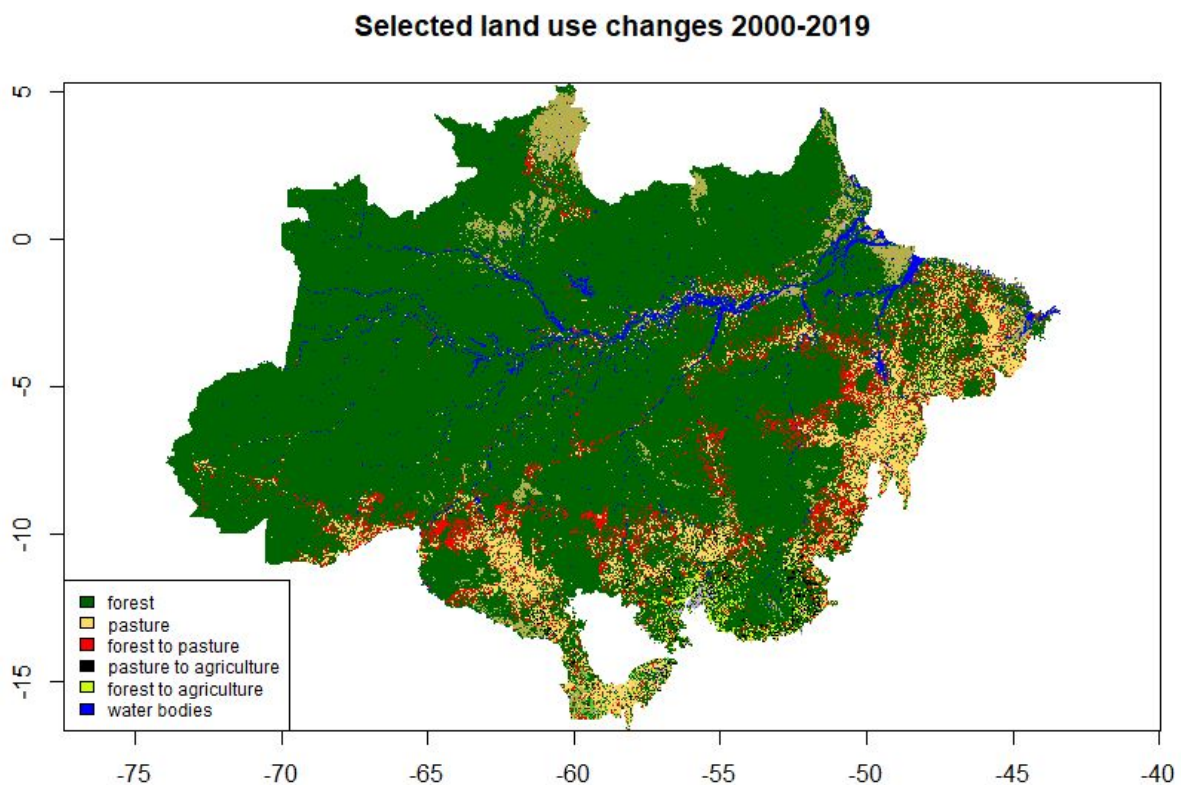 Selected land use changes 2000-2019
5
0
-5
-10
-15
forest
pasture
forest to pasture
pasture to agriculture
forest to agriculture
water bodies
-75 -70 -65 -60 -55 -50 -45 -40